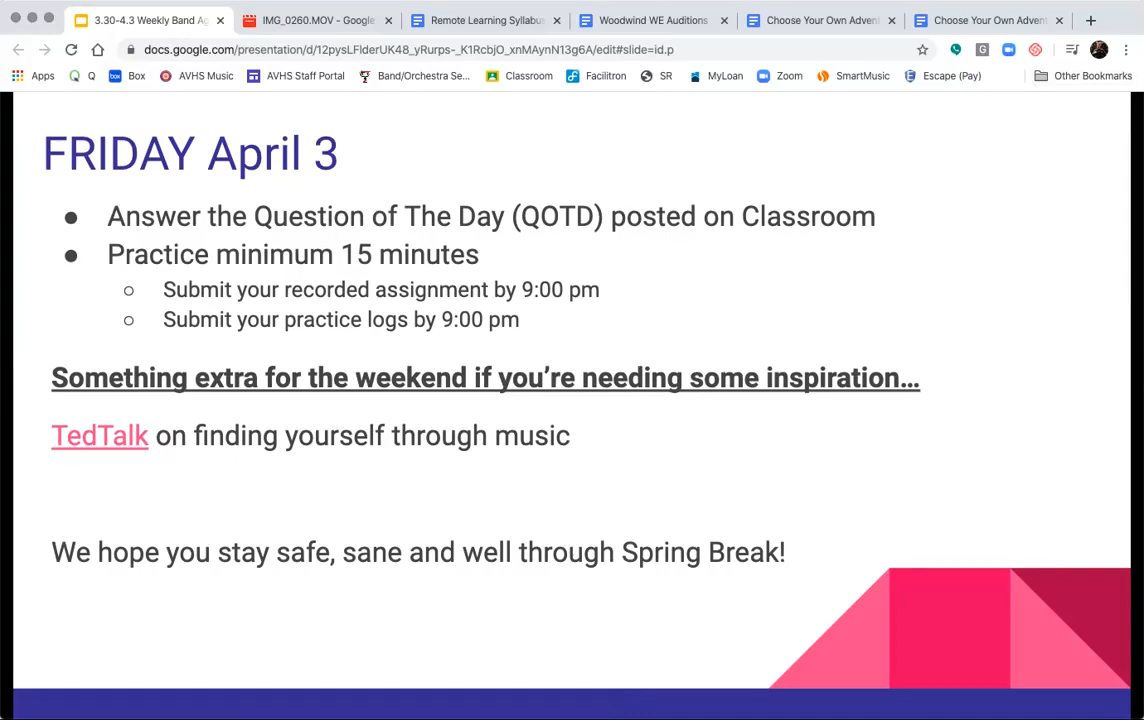 3.30-4.3 Weekly Band Ag
IMG_0260.MOV - Google
Remote Learning Syllabus
Woodwind WE Auditions
Choose Your Own Advent
Choose Your Own Advent
docs.google.com/presentation/d/12pysLFlderUK48_yRurps-_K1RcbjO_xnMAynN13g6A/edit#slide=id.p
Apps
Q
Box
AVHS Music
AVHS Staff Portal
Band/Orchestra Se...
Classroom
Facilitron
SR
MyLoan
Zoom
SmartMusic
Escape (Pay)
Other Bookmarks
FRIDAY April 3
● Answer the Question of The Day (QOTD) posted on Classroom
● Practice minimum 15 minutes
○ Submit your recorded assignment by 9:00 pm
○ Submit your practice logs by 9:00 pm
Something extra for the weekend if you're needing some inspiration...
TedTalk on finding yourself through music
We hope you stay safe, sane and well through Spring Break!